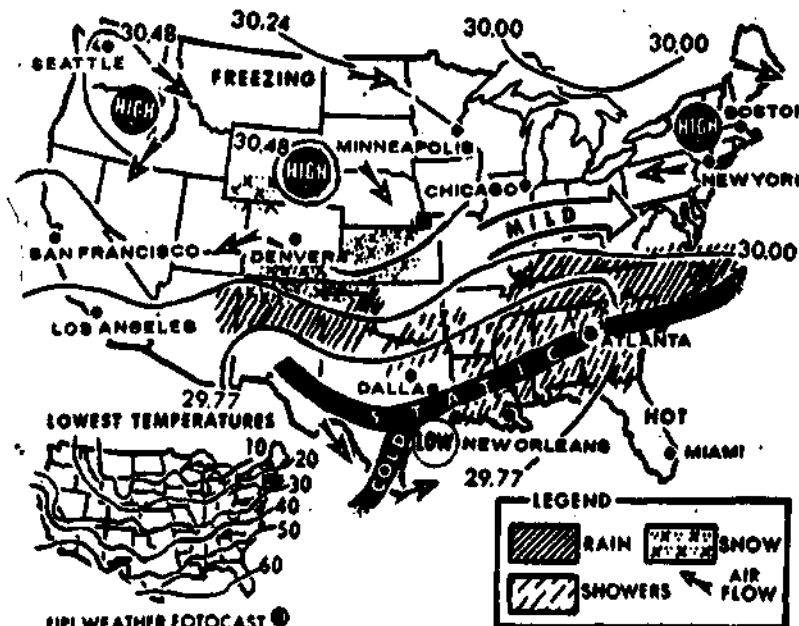 30.48
30.24
30.00
30.00
SEATTLE
FREEZING
HIGH
HIGH
BOSTON
30.48
MINNEAPOLIS
HIGH
NEW YORK
CHICAGO
MILD
SAN FRANCISCO
DENVER
30.00
LOS ANGELES
ATLANTA
29.77
DALLAS
STATIC
HOT
LOWEST TEMPERATURES
COLD
LOW
NEW ORLEANS
MIAMI
29.77
10
20
30
40
50
60
LEGEND
RAIN
SNOW
SHOWERS
AIR
FLOW
UPI WEATHER FOTOCAST